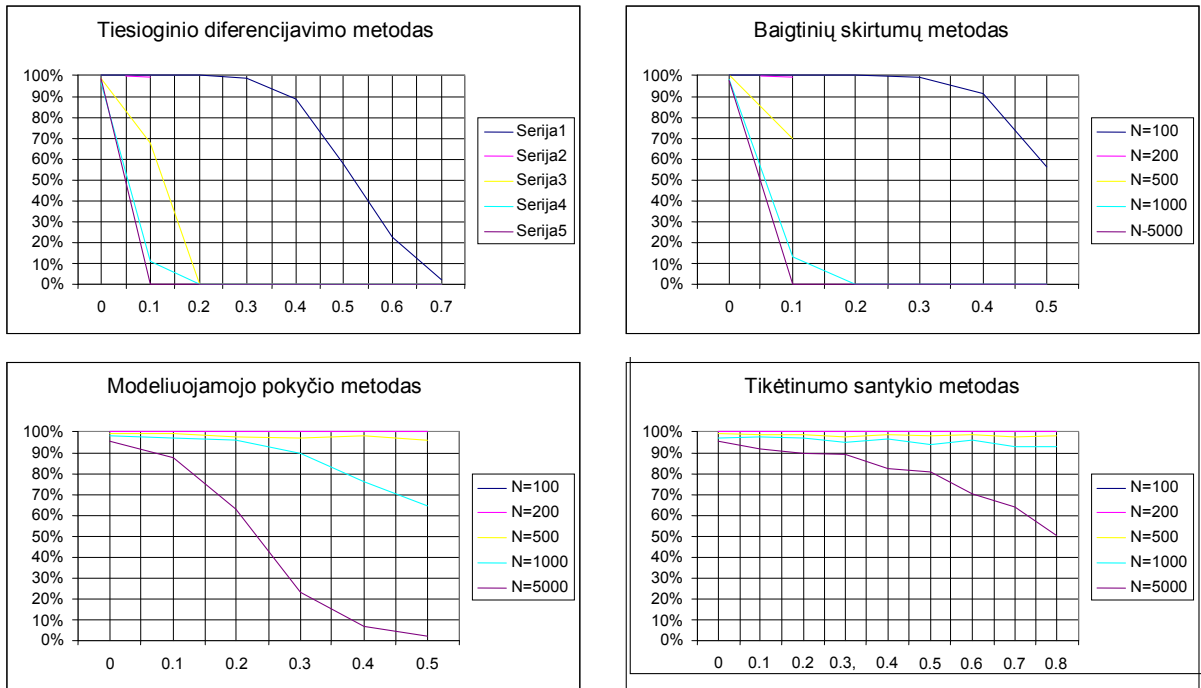 Tiesioginio diferencijavimo metodas
100%
90%
80%
70%
60%
50%
40%
30%
20%
10%
0%
0 0.1 0.2 0.3 0.4 0.5 0.6 0.7
Serija1
Serija2
Serija3
Serija4
Serija5
Baigtinių skirtumų metodas
100%
90%
80%
70%
60%
50%
40%
30%
20%
10%
0%
0 0.1 0.2 0.3 0.4 0.5
N=100
N=200
N=500
N=1000
N-5000
Modeliuojamojo pokyčio metodas
100%
90%
80%
70%
60%
50%
40%
30%
20%
10%
0%
0 0.1 0.2 0.3 0.4 0.5
N=100
N=200
N=500
N=1000
N=5000
Tikėtinumo santykio metodas
100%
90%
80%
70%
60%
50%
40%
30%
20%
10%
0%
0 0.1 0.2 0.3, 0.4 0.5 0.6 0.7 0.8
N=100
N=200
N=500
N=1000
N=5000